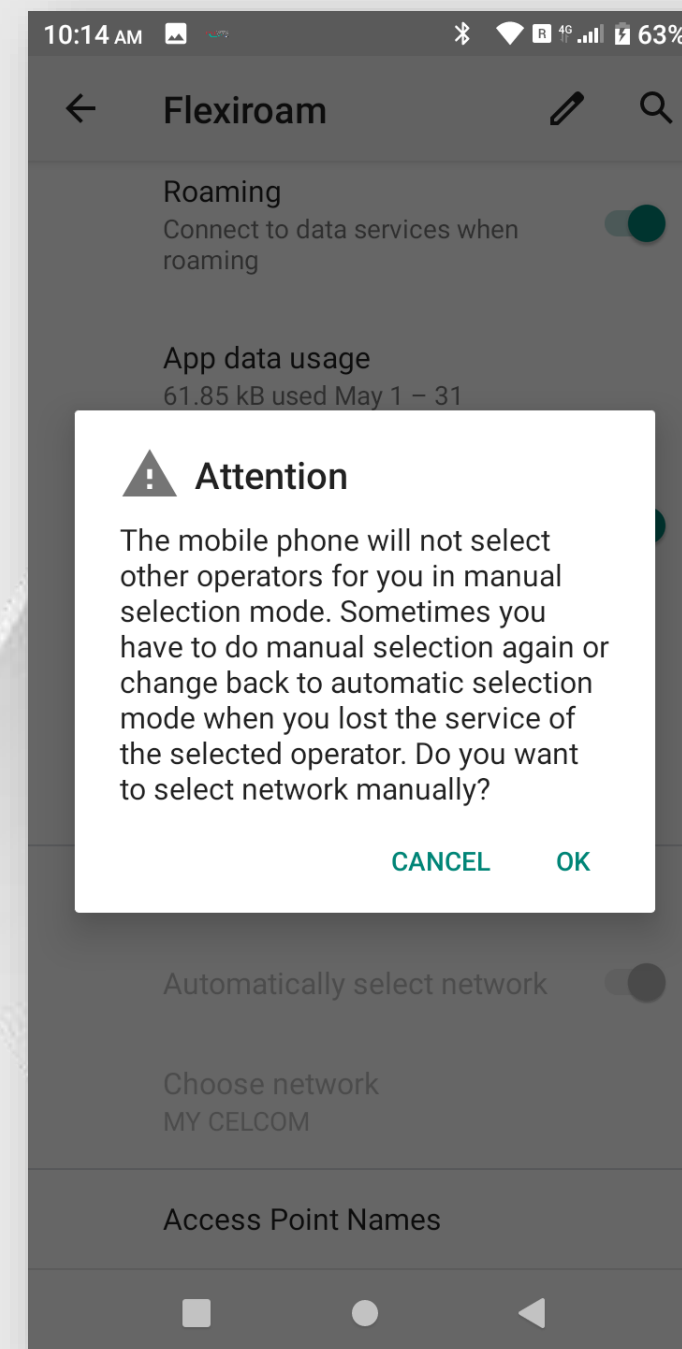 10:14 AM R 4G 63%
Flexiroam
Roaming
Connect to data services when
roaming
App data usage
61.85 kB used May 1 – 31
Attention
The mobile phone will not select
other operators for you in manual
selection mode. Sometimes you
have to do manual selection again or
change back to automatic selection
mode when you lost the service of
the selected operator. Do you want
to select network manually?
CANCEL OK
Automatically select network
Choose network
MY CELCOM
Access Point Names